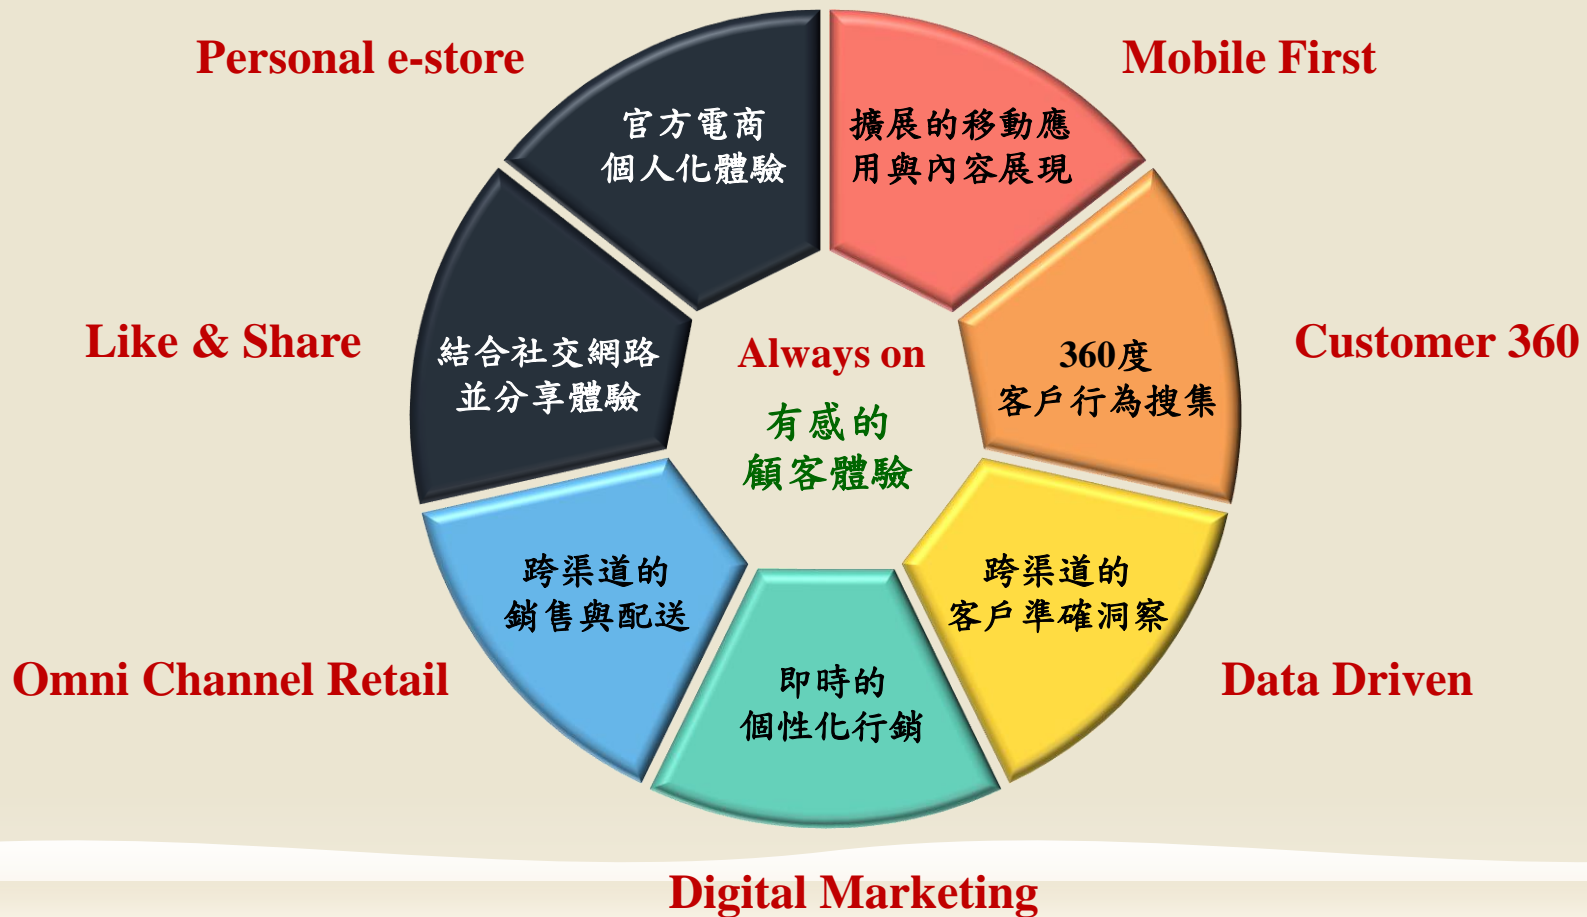 Personal e-store
Mobile First
官方電商
個人化體驗
擴展的移動應
用與內容展現
Like & Share
結合社交網路
並分享體驗
Always on
有感的
顧客體驗
360度
客戶行為搜集
Customer 360
跨渠道的
銷售與配送
跨渠道的
客戶準確洞察
Omni Channel Retail
即時的
個性化行銷
Data Driven
Digital Marketing